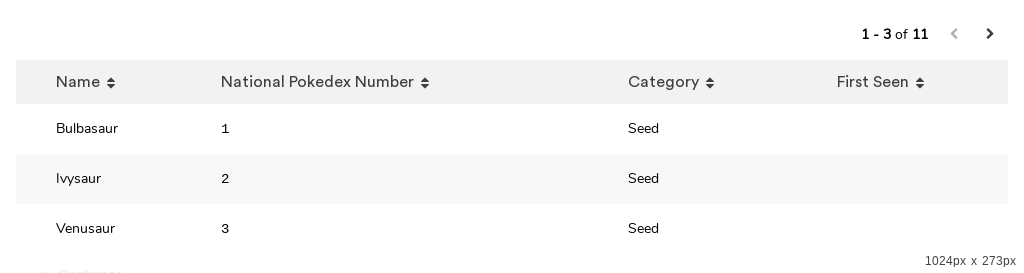 1 - 3 of 11
Name National Pokedex Number Category First Seen
Bulbasaur 1 Seed
Ivysaur 2 Seed
Venusaur 3 Seed
1024px x 273px